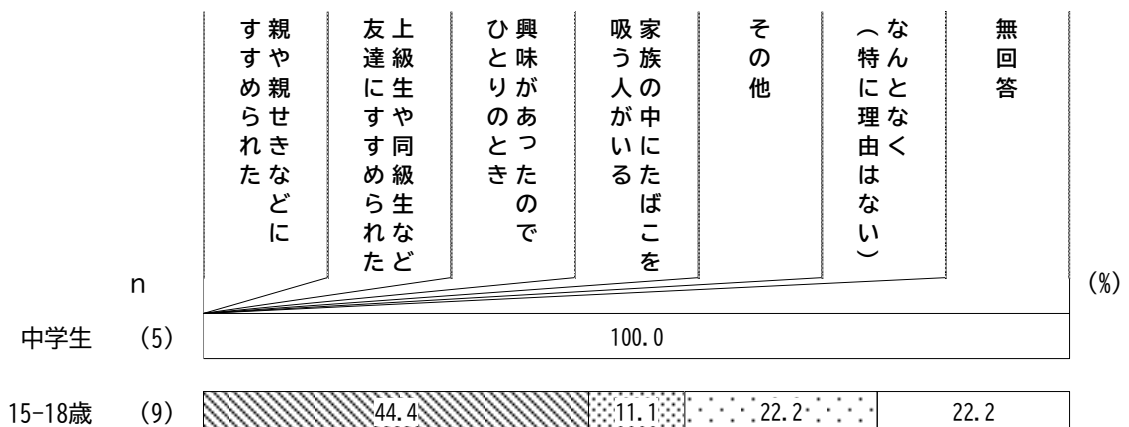 親や親せきなどに
すすめられた
上級生や同級生など
友達にすすめられた
興味があったので
ひとりのとき
家族の中にたばこを
吸う人がいる
その他
なんとなく
（特に理由はない）
無回答
n
(%)
中学生 (5) 100.0
15-18歳 (9) 44.4 11.1 22.2 22.2